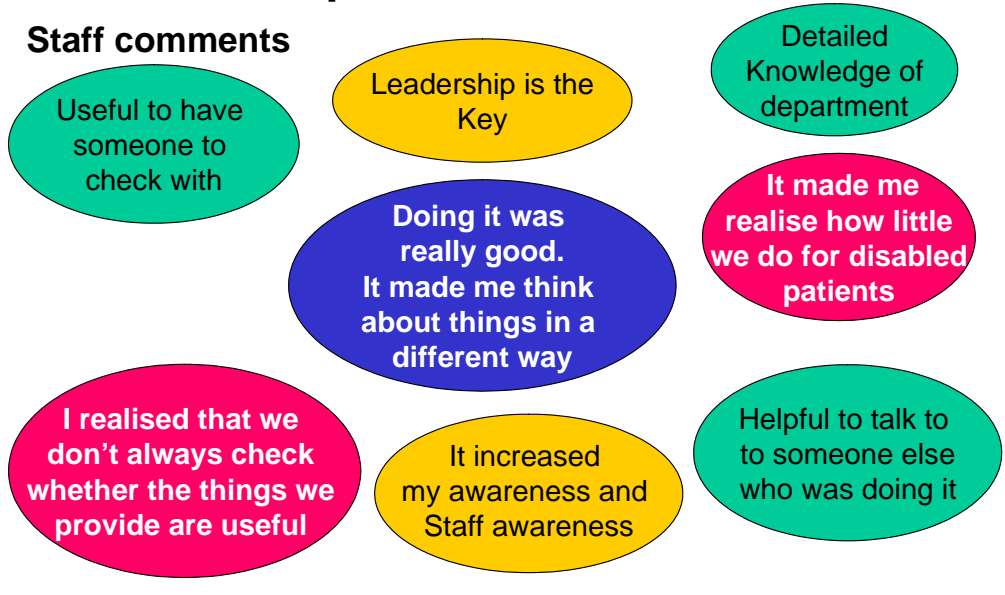 Staff comments
Useful to have
someone to
check with
Leadership is the
Key
Detailed
Knowledge of
department
Doing it was
really good.
It made me think
about things in a
different way
It made me
realise how little
we do for disabled
patients
I realised that we
don't always check
whether the things we
provide are useful
It increased
my awareness and
Staff awareness
Helpful to talk to
to someone else
who was doing it